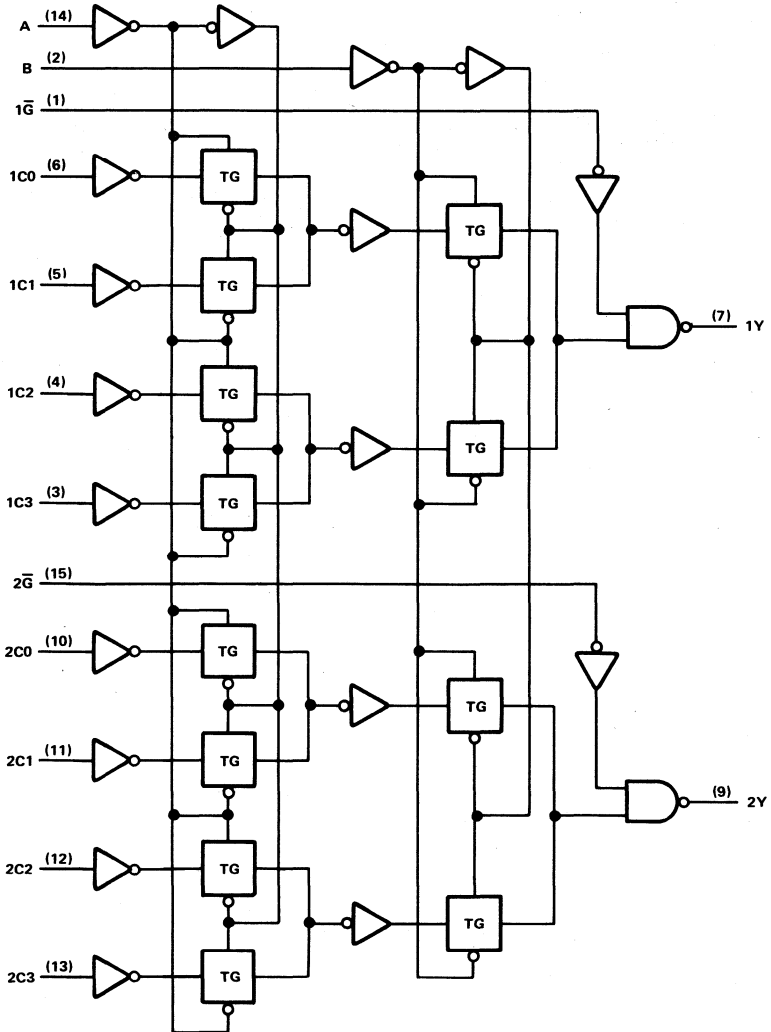 A (14)
B (2)
1G̅ (1)
1C0 (6) TG
TG
1C1 (5) TG
(7) 1Y
1C2 (4) TG
TG
1C3 (3) TG
2G̅ (15)
2C0 (10) TG
TG
2C1 (11) TG
(9) 2Y
2C2 (12) TG
TG
2C3 (13) TG